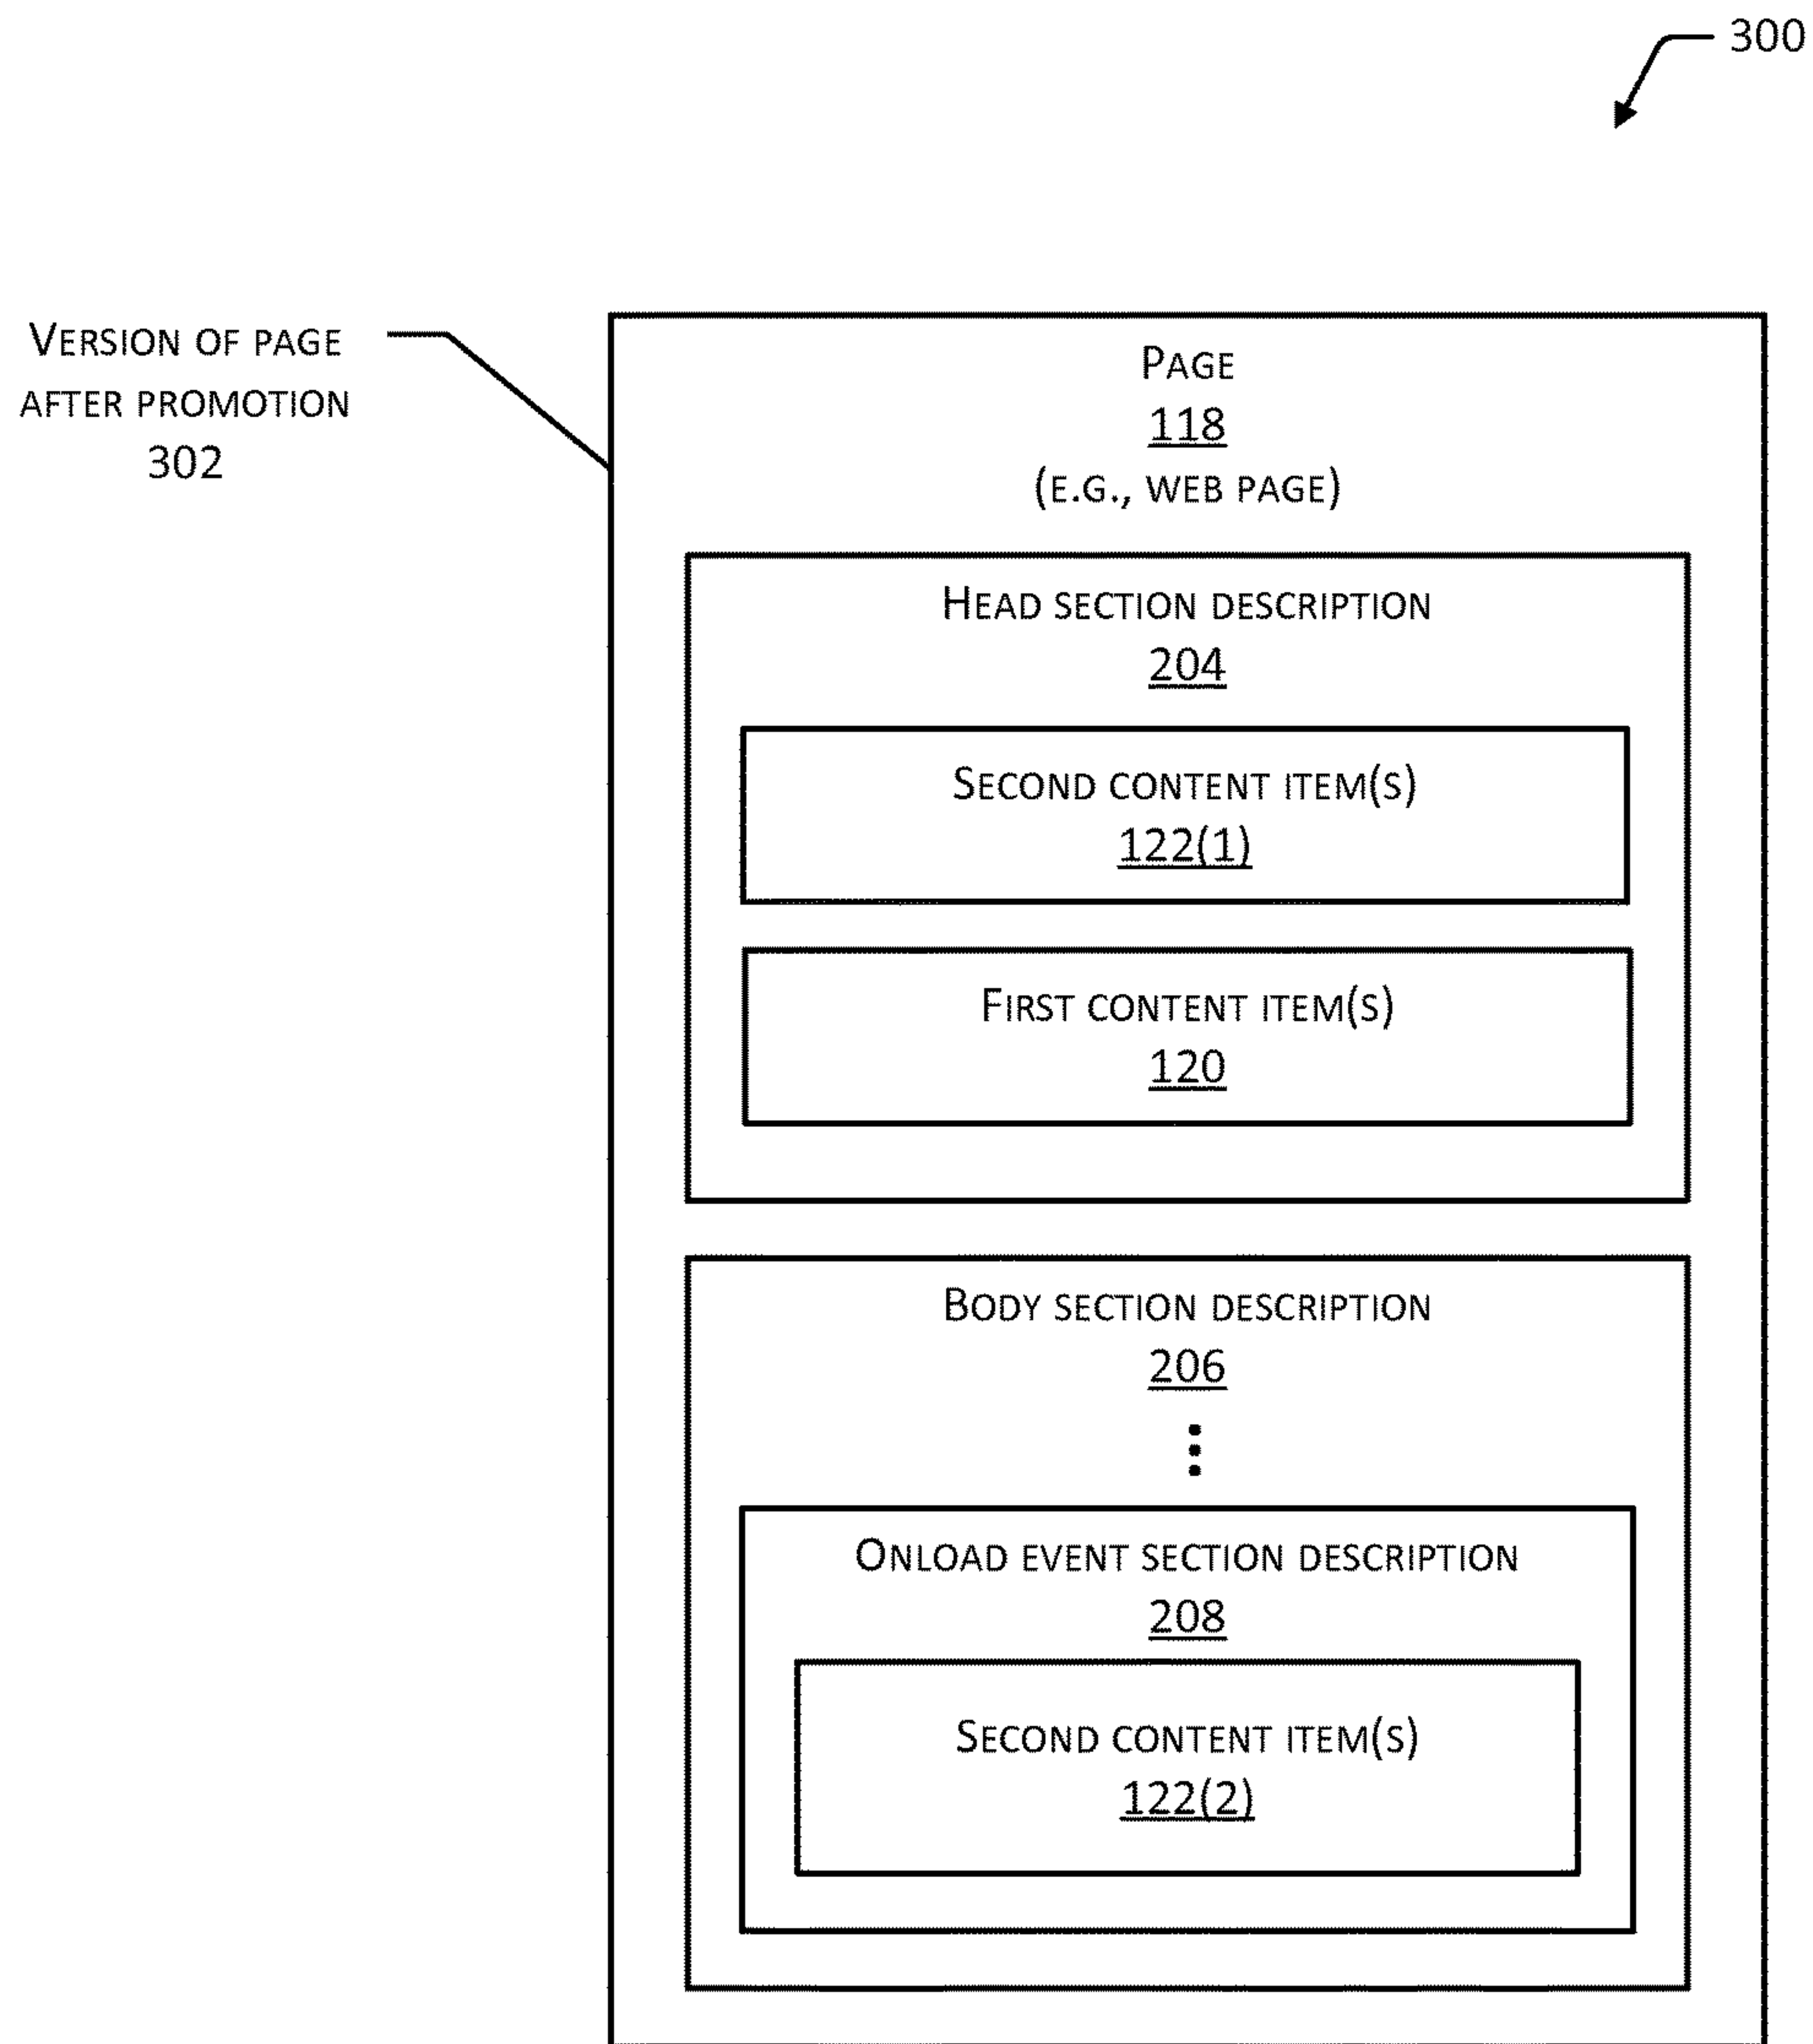 300
Version of page
after promotion
302
Page
118
(e.g., web page)
Head section description
204
Second content item(s)
122(1)
First content item(s)
120
Body section description
206
Onload event section description
208
Second content item(s)
122(2)